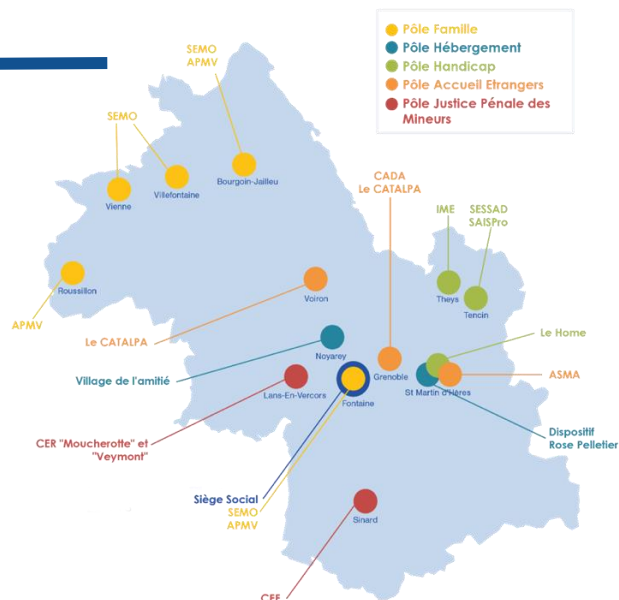 Pôle Famille
Pôle Hébergement
Pôle Handicap
Pôle Accueil Etrangers
Pôle Justice Pénale des
Mineurs
SEMO
APMV
SEMO
Bourgoin-Jailleu
Villefontaine
Vienne
CADA
Le CATALPA
IME
SESSAD
SAISPro
Roussillon
APMV
Voiron
Theys
Tencin
Le CATALPA
Le Home
Noyarey
Village de l'amitié
Grenoble
ASMA
Lans-En-Vercors
Fontaine
St Martin d'Hères
CER "Moucherotte" et
"Veymont"
Dispositif
Rose Pelletier
Siège Social
SEMO
APMV
Sinard